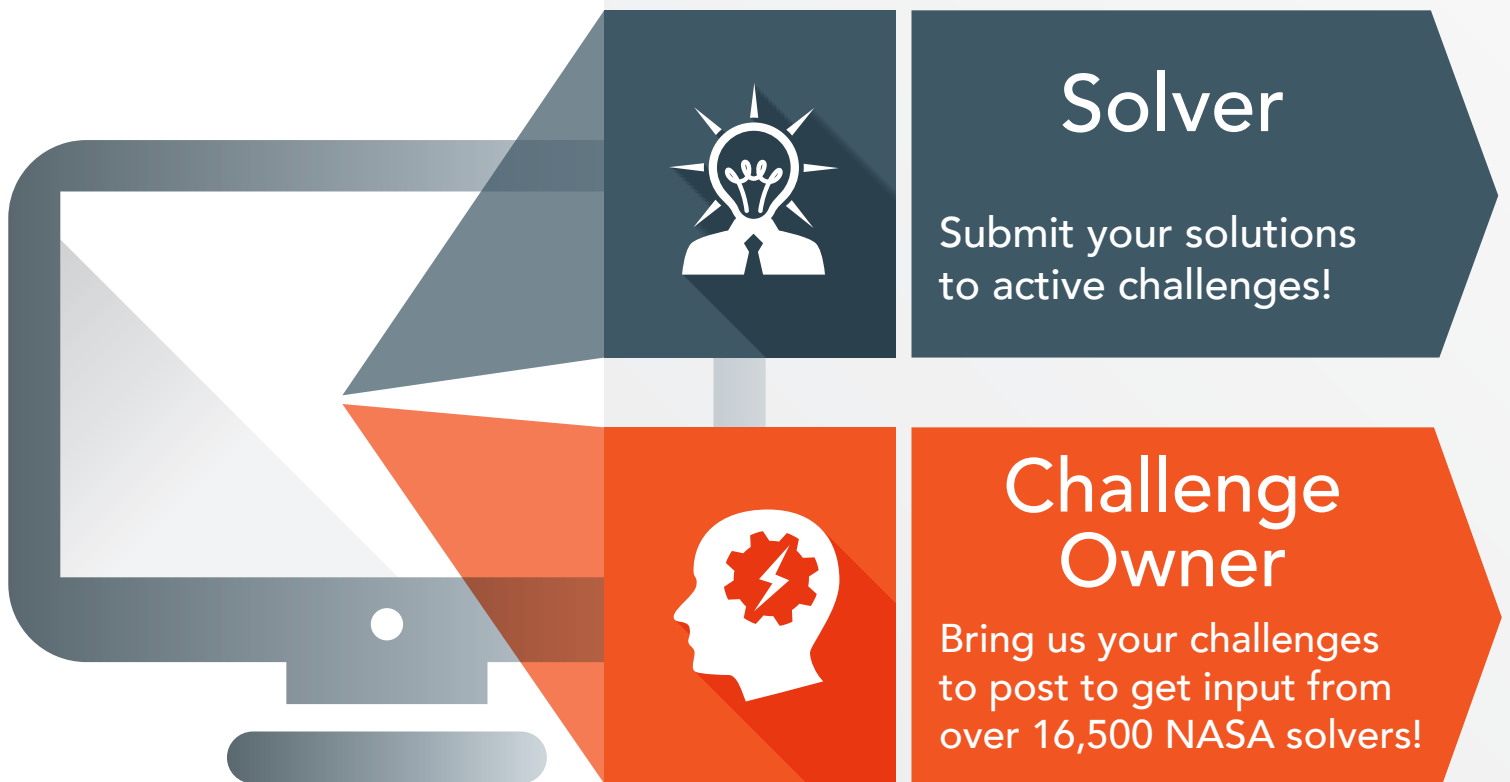 Solver
Submit your solutions
to active challenges!
Challenge
Owner
Bring us your challenges
to post to get input from
over 16,500 NASA solvers!